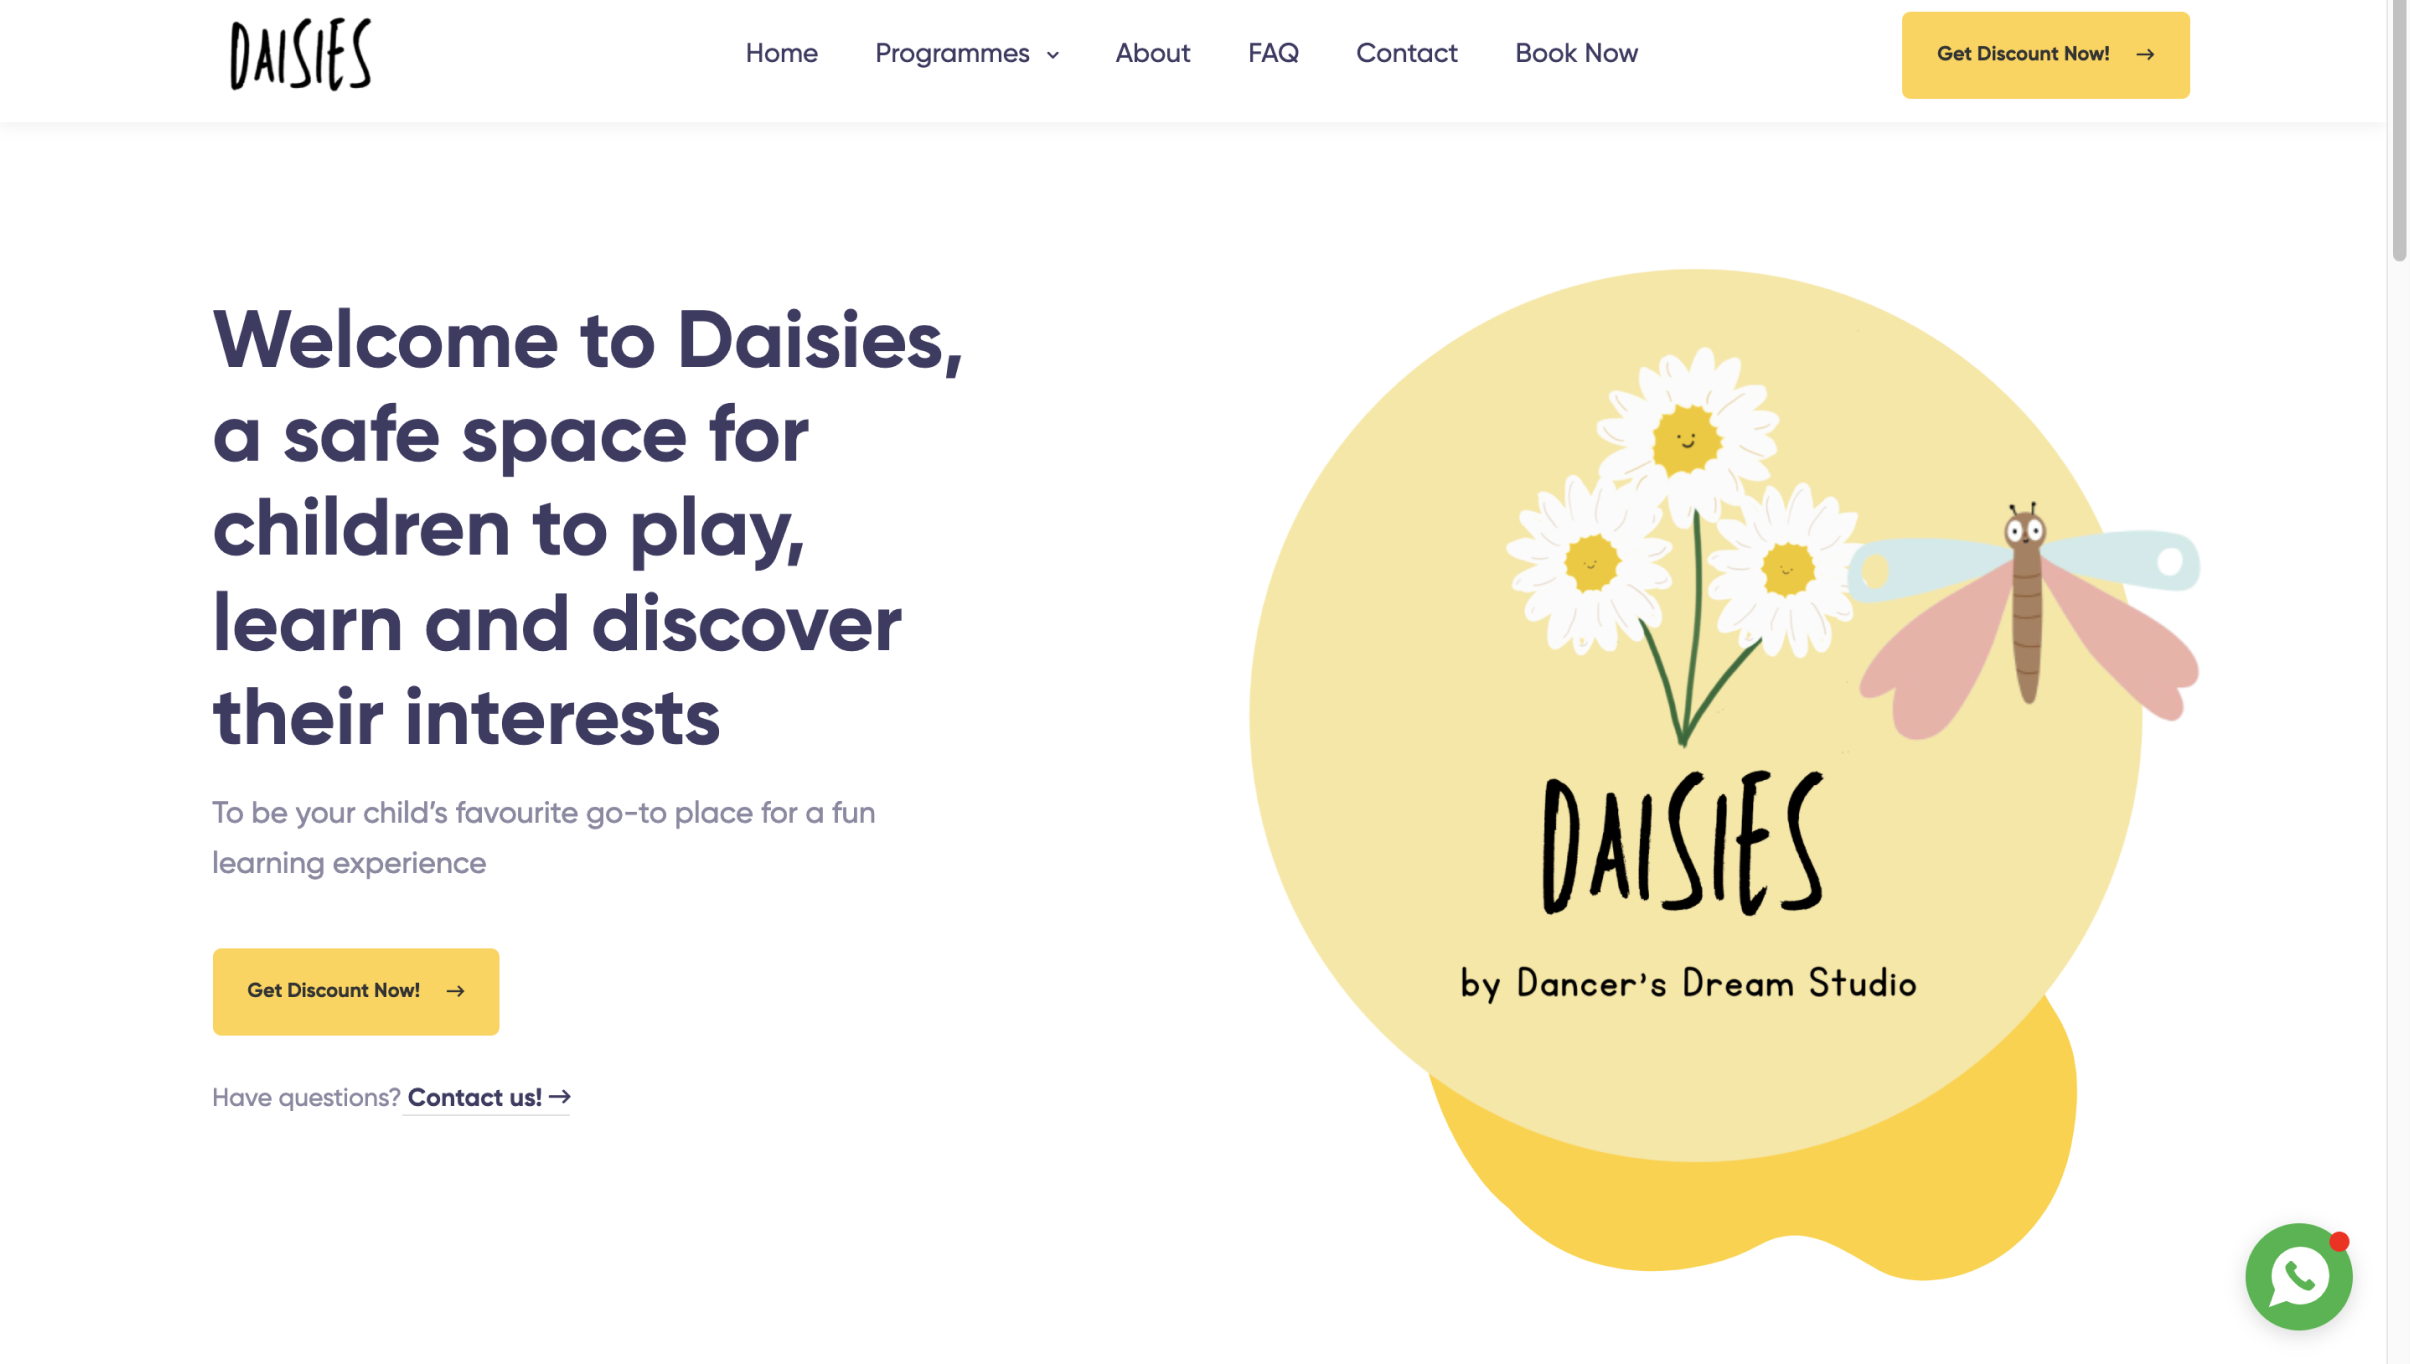 DAISIES
Home Programmes About FAQ Contact Book Now
Get Discount Now! →
Welcome to Daisies,
a safe space for
children to play,
learn and discover
their interests
To be your child’s favourite go-to place for a fun
learning experience
Get Discount Now! →
Have questions? Contact us! →
DAISIES
by Dancer’s Dream Studio